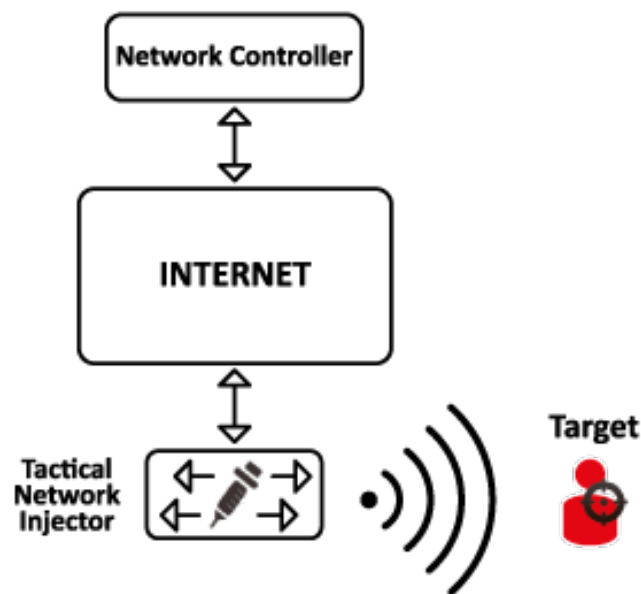 Network Controller
INTERNET
Tactical
Network
Injector
Target